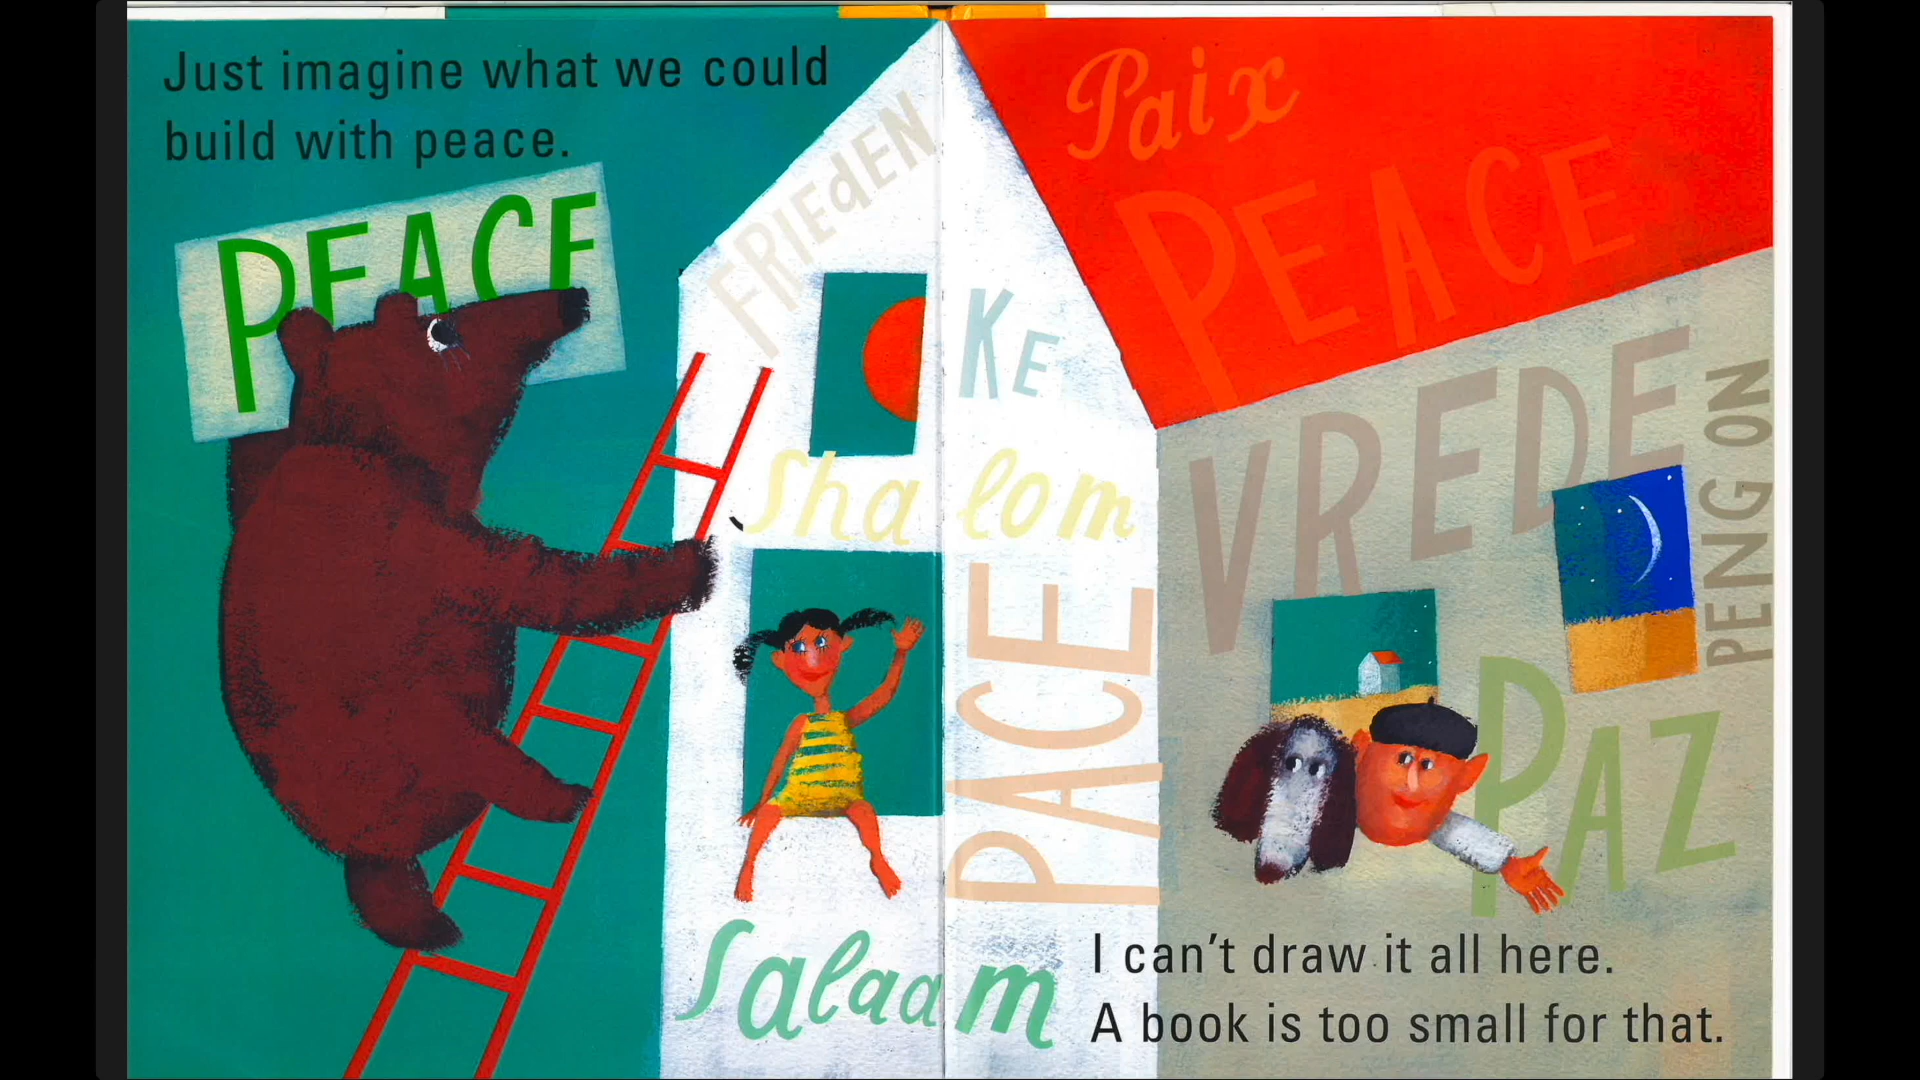 Just imagine what we could
build with peace.
PEACE
FRIEdEN
Paix
PEACE
KE
Shalom
VREDE
PENG ON
PACE
PAZ
Salaam
I can't draw it all here.
A book is too small for that.